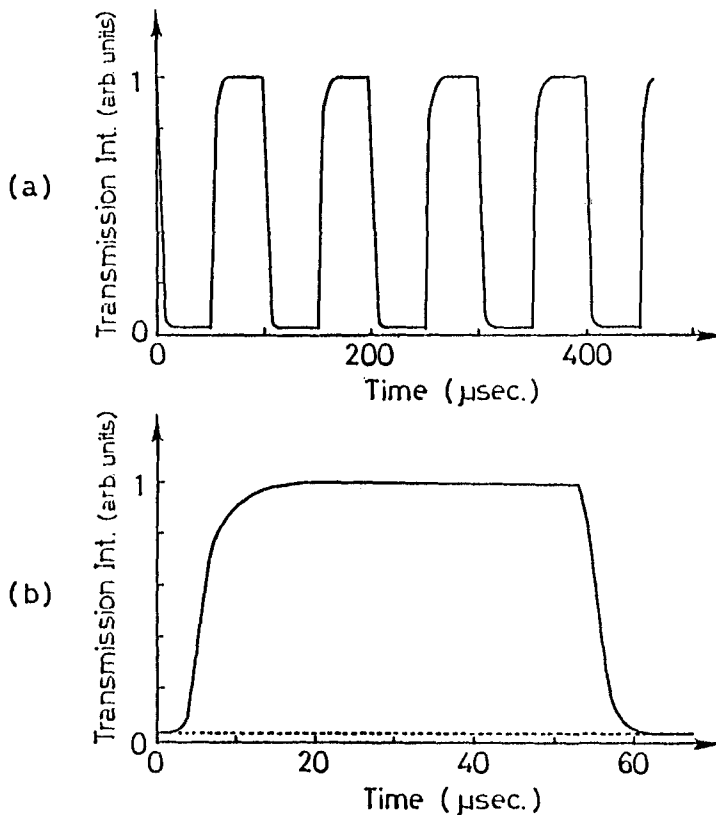 (a)
Transmission Int. (arb. units)
1
0
0
200
400
Time (µsec.)
(b)
Transmission Int. (arb. units)
1
0
0
20
40
60
Time (µsec.)